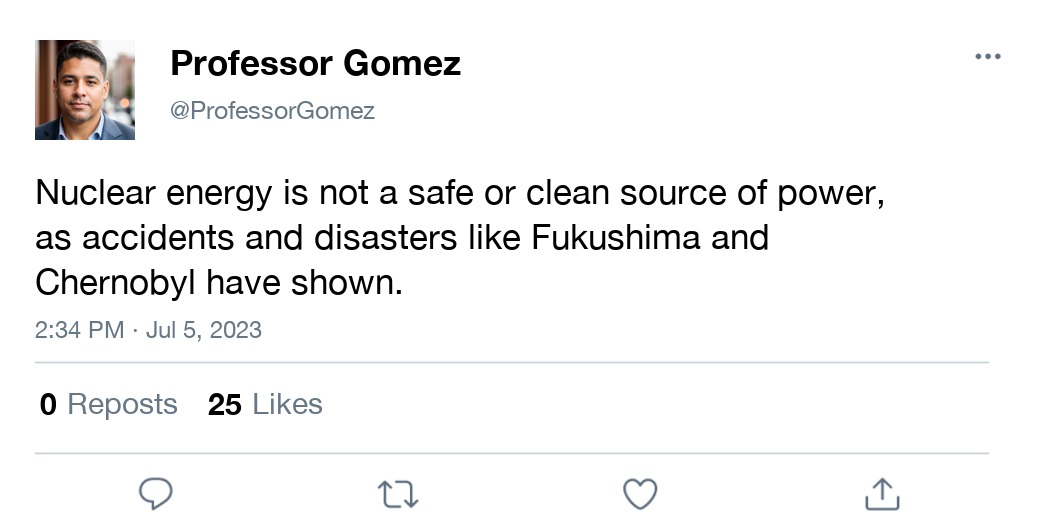 Professor Gomez
@ProfessorGomez
Nuclear energy is not a safe or clean source of power,
as accidents and disasters like Fukushima and
Chernobyl have shown.
2:34 PM · Jul 5, 2023
0 Reposts 25 Likes